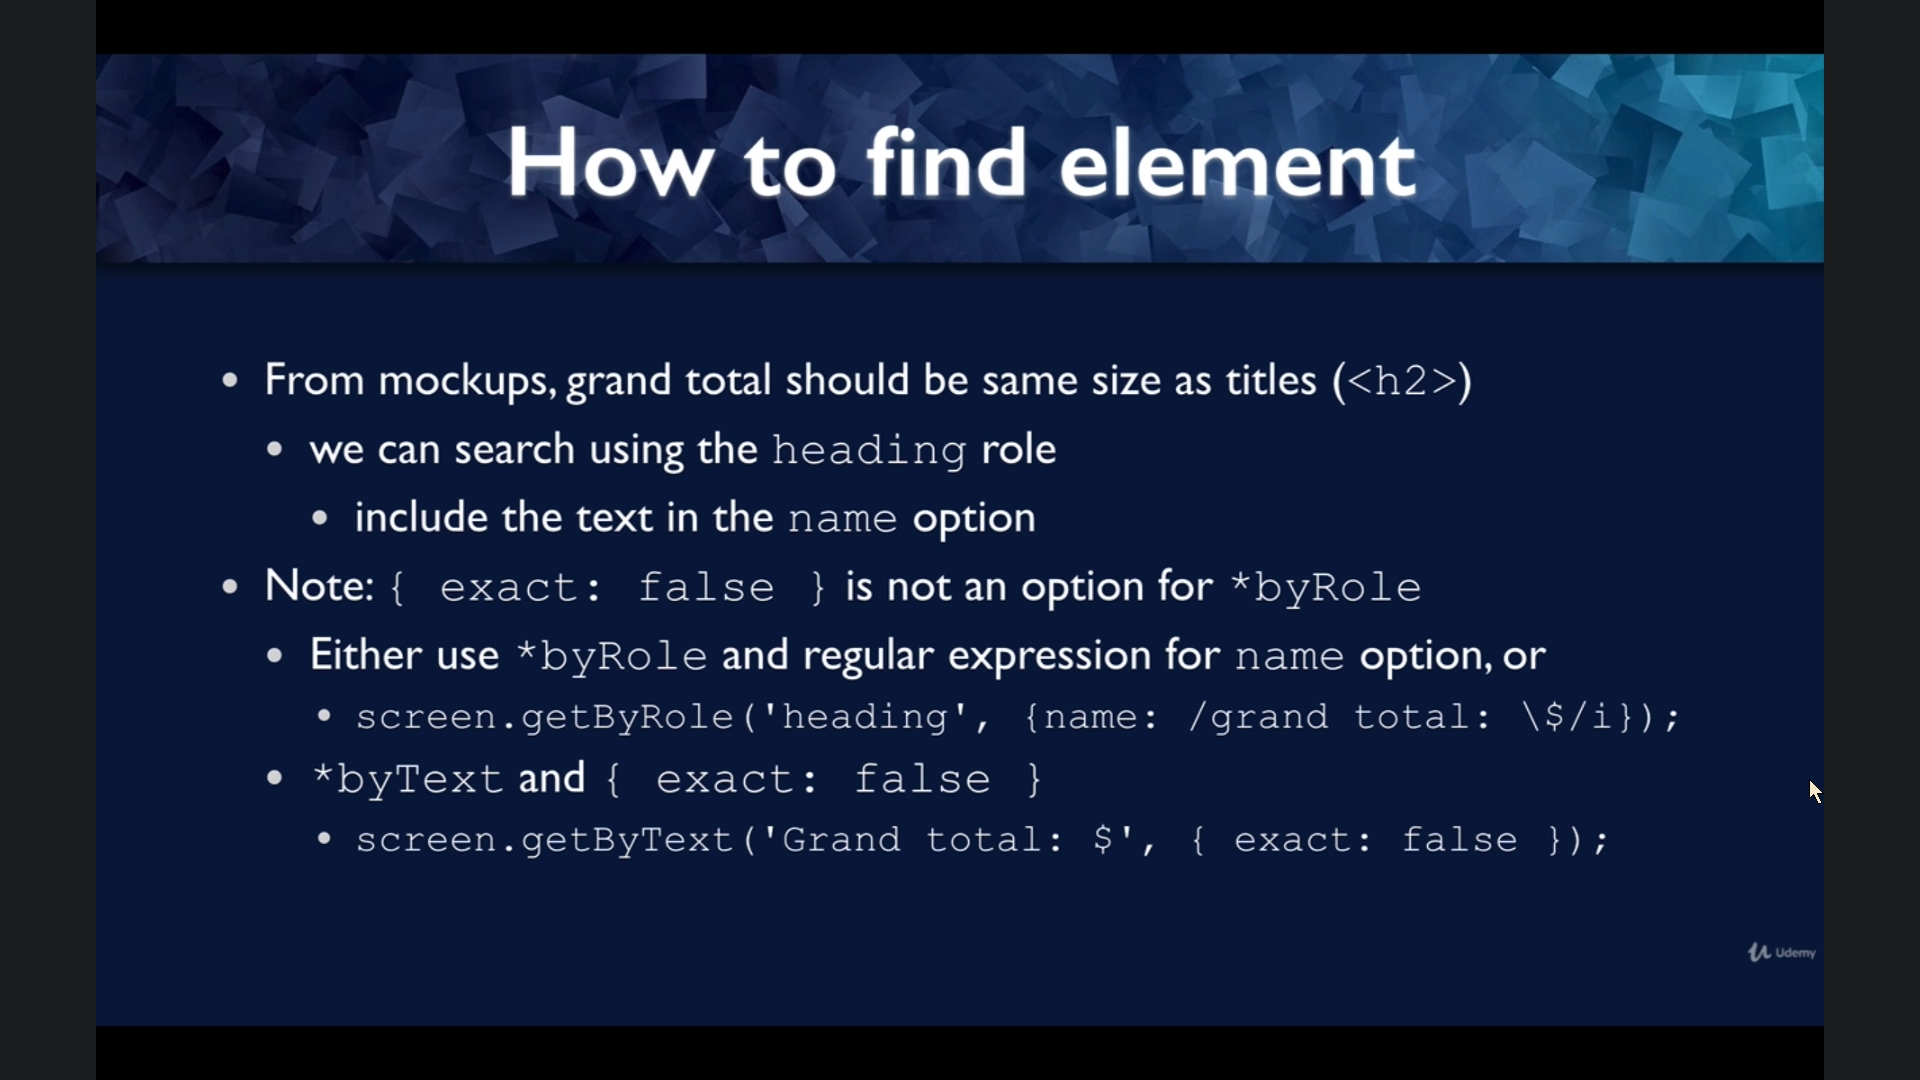 How to find element
• From mockups, grand total should be same size as titles (<h2>)
• we can search using the heading role
• include the text in the name option
• Note: { exact: false } is not an option for *byRole
• Either use *byRole and regular expression for name option, or
• screen.getByRole('heading', {name: /grand total: \$/i});
• *byText and { exact: false }
• screen.getByText('Grand total: $', { exact: false });
Udemy